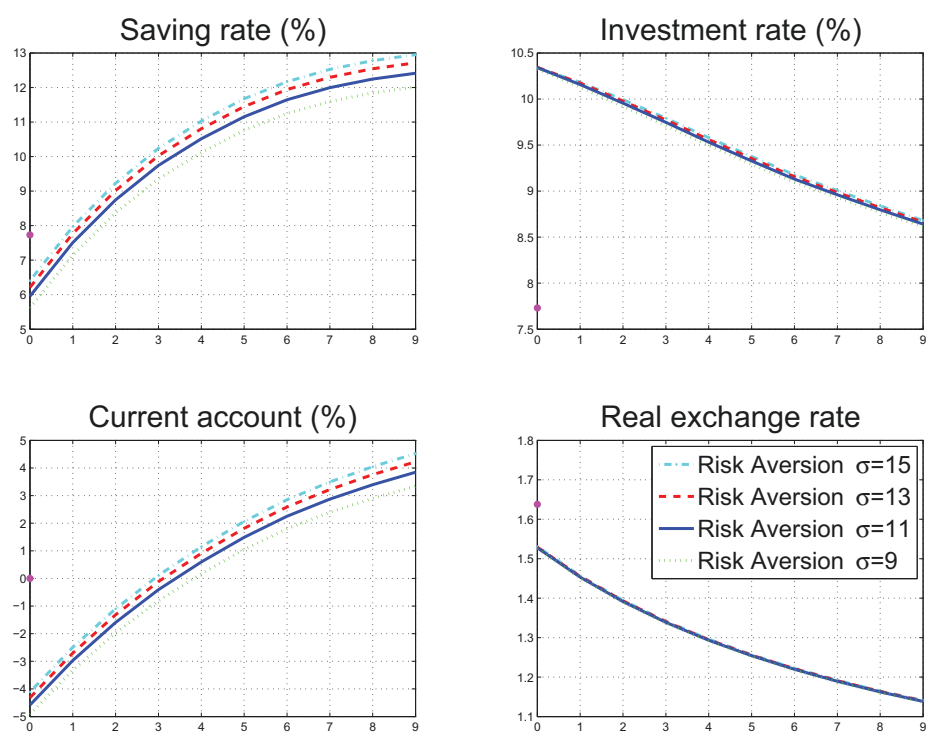 Saving rate (%)
13
12
11
10
9
8
7
6
5
0 1 2 3 4 5 6 7 8 9
Investment rate (%)
10.5
10
9.5
9
8.5
8
7.5
0 1 2 3 4 5 6 7 8 9
Current account (%)
5
4
3
2
1
0
−1
−2
−3
−4
−5
0 1 2 3 4 5 6 7 8 9
Real exchange rate
1.8
1.7
1.6
1.5
1.4
1.3
1.2
1.1
0 1 2 3 4 5 6 7 8 9
Risk Aversion σ=15
Risk Aversion σ=13
Risk Aversion σ=11
Risk Aversion σ=9